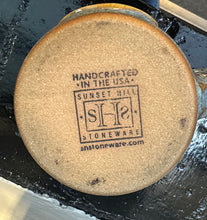 HANDCRAFTED
• IN THE USA •
SUNSET HILL
SHS
STONEWARE
shstoneware.com